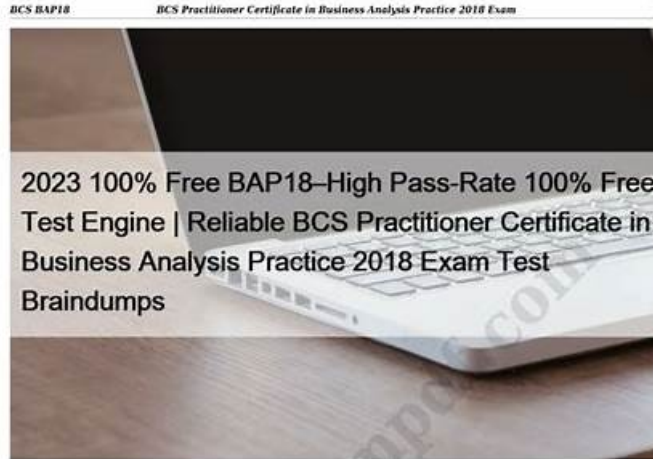 BCS BAP18 BCS Practitioner Certificate in Business Analysis Practice 2018 Exam
2023 100% Free BAP18–High Pass-Rate 100% Free
Test Engine | Reliable BCS Practitioner Certificate in
Business Analysis Practice 2018 Exam Test
Braindumps